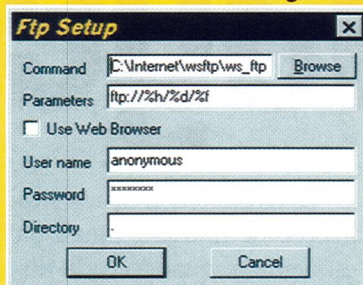 Ftp Setup
Command C:\Internet\wsftp\ws_ftp Browse
Parameters ftp://%h/%d/%f
Use Web Browser
User name anonymous
Password ********
Directory .
OK Cancel